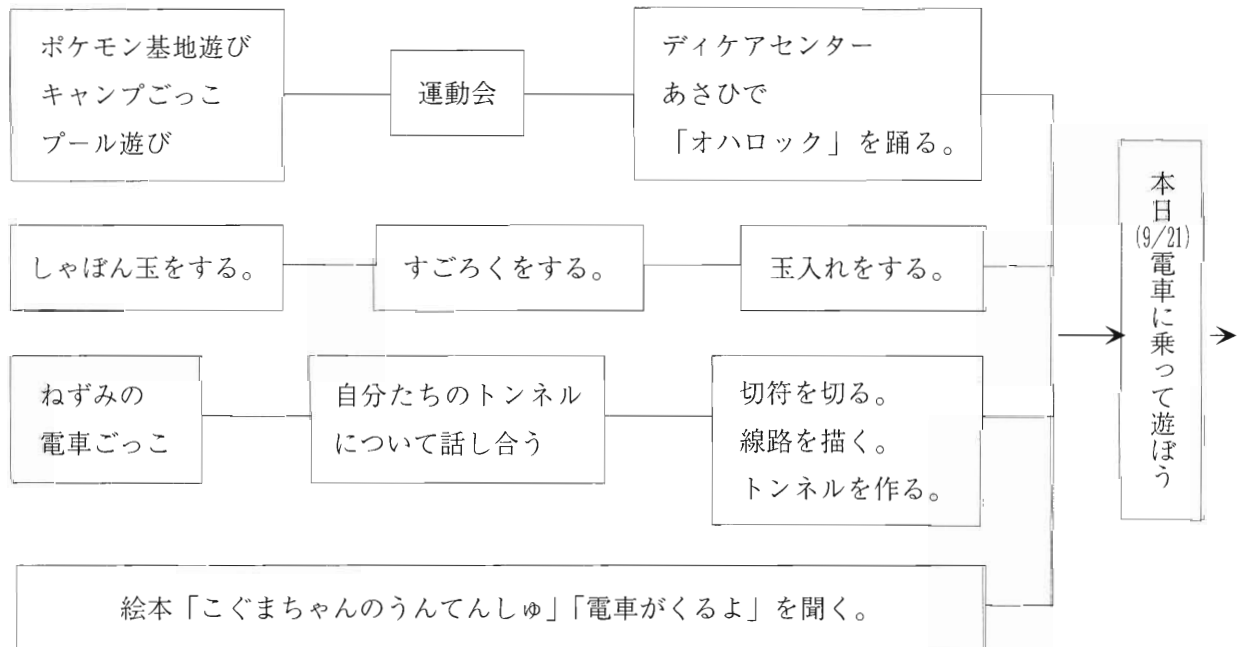 ポケモン基地遊び
キャンプごっこ
プール遊び
運動会
ディケアセンター
あさひで
「オハロック」を踊る。
しゃぼん玉をする。
すごろくをする。
玉入れをする。
ねずみの
電車ごっこ
自分たちのトンネル
について話し合う
切符を切る。
線路を描く。
トンネルを作る。
絵本「こぐまちゃんのうんてんしゅ」「電車がくるよ」を聞く。
本日(9/21)電車に乗って遊ぼう